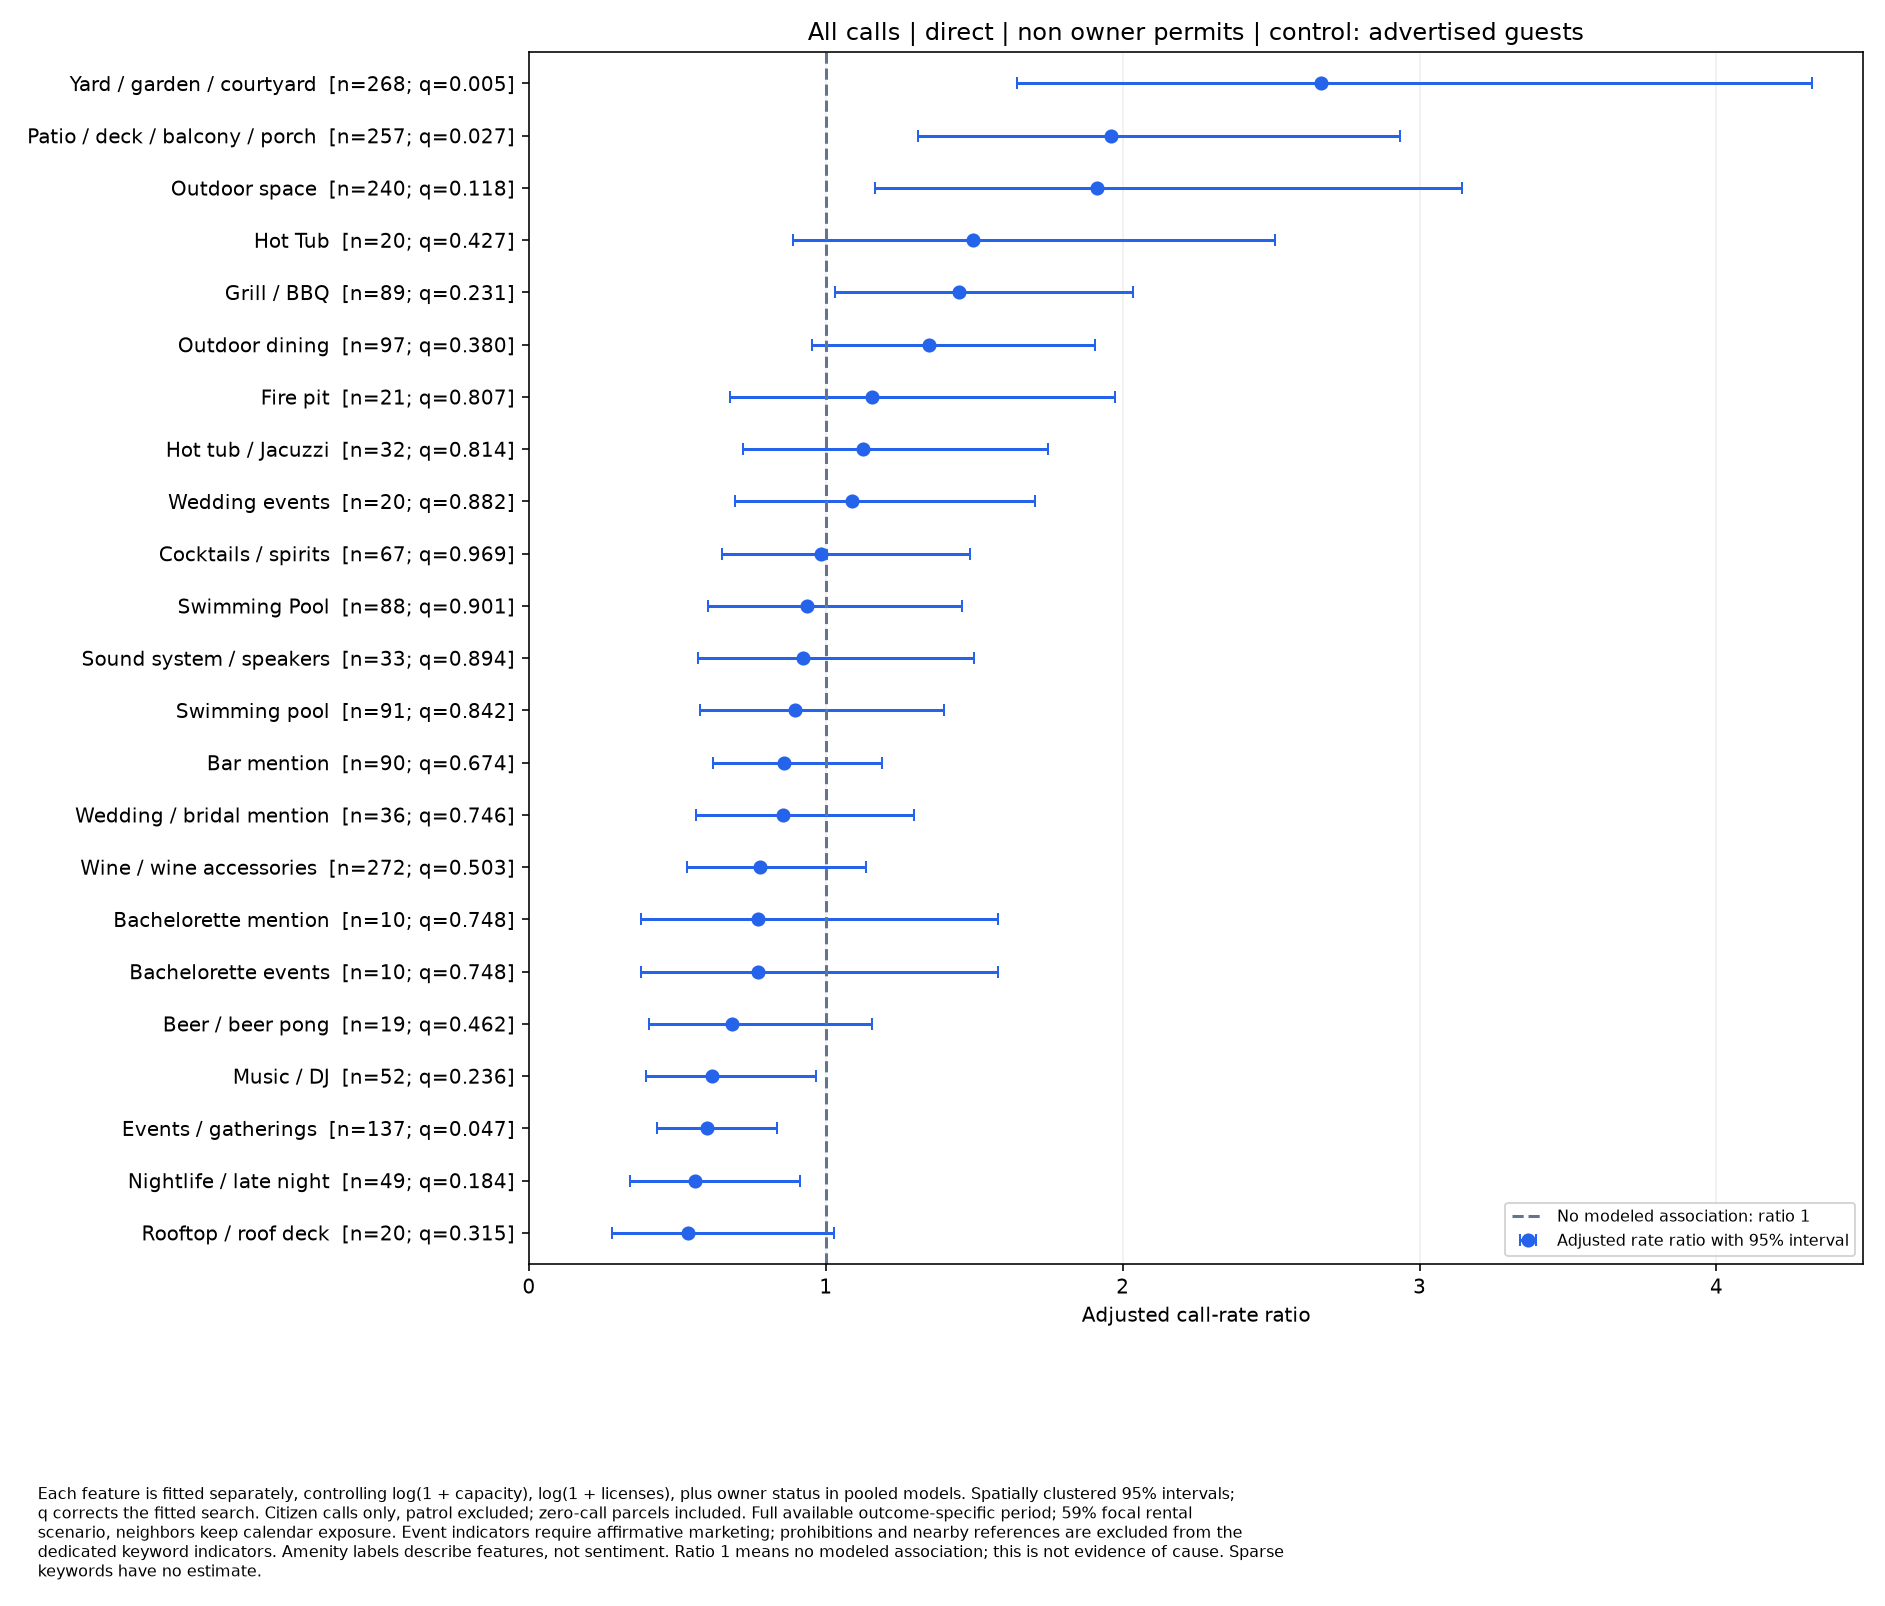 All calls | direct | non owner permits | control: advertised guests
Yard / garden / courtyard [n=268; q=0.005]
Patio / deck / balcony / porch [n=257; q=0.027]
Outdoor space [n=240; q=0.118]
Hot Tub [n=20; q=0.427]
Grill / BBQ [n=89; q=0.231]
Outdoor dining [n=97; q=0.380]
Fire pit [n=21; q=0.807]
Hot tub / Jacuzzi [n=32; q=0.814]
Wedding events [n=20; q=0.882]
Cocktails / spirits [n=67; q=0.969]
Swimming Pool [n=88; q=0.901]
Sound system / speakers [n=33; q=0.894]
Swimming pool [n=91; q=0.842]
Bar mention [n=90; q=0.674]
Wedding / bridal mention [n=36; q=0.746]
Wine / wine accessories [n=272; q=0.503]
Bachelorette mention [n=10; q=0.748]
Bachelorette events [n=10; q=0.748]
Beer / beer pong [n=19; q=0.462]
Music / DJ [n=52; q=0.236]
Events / gatherings [n=137; q=0.047]
Nightlife / late night [n=49; q=0.184]
Rooftop / roof deck [n=20; q=0.315]
No modeled association: ratio 1
Adjusted rate ratio with 95% interval
0 1 2 3 4
Adjusted call-rate ratio
Each feature is fitted separately, controlling log(1 + capacity), log(1 + licenses), plus owner status in pooled models. Spatially clustered 95% intervals;
q corrects the fitted search. Citizen calls only, patrol excluded; zero-call parcels included. Full available outcome-specific period; 59% focal rental
scenario, neighbors keep calendar exposure. Event indicators require affirmative marketing; prohibitions and nearby references are excluded from the
dedicated keyword indicators. Amenity labels describe features, not sentiment. Ratio 1 means no modeled association; this is not evidence of cause. Sparse
keywords have no estimate.